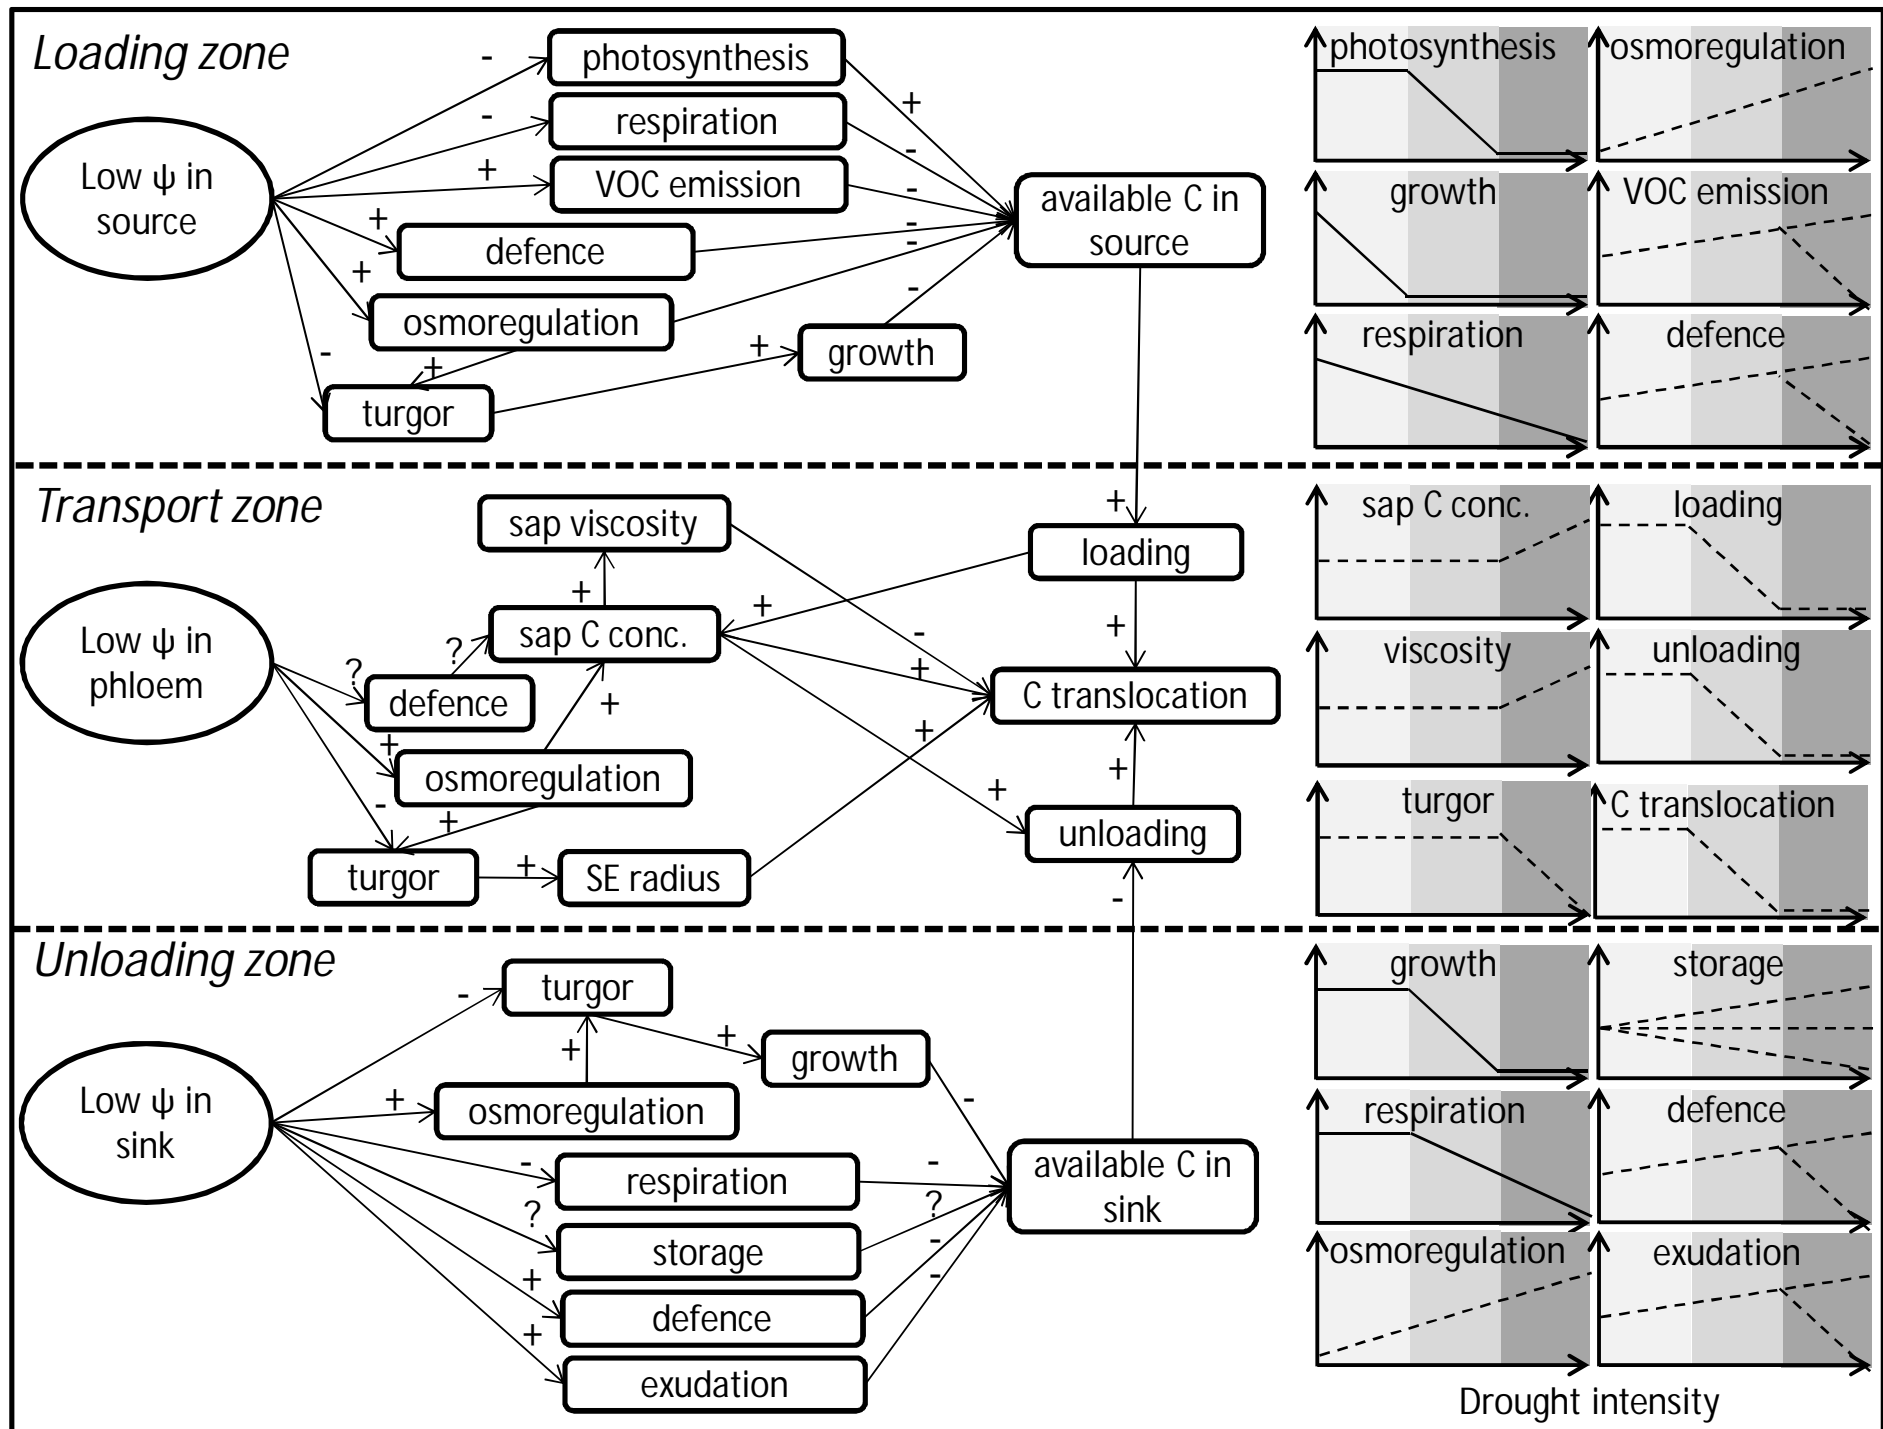 Loading zone
Low ψ in
source
-
-
+
+
+
-
photosynthesis
respiration
VOC emission
defence
osmoregulation
+
turgor
+
growth
+
-
-
-
-
-
available C in
source
photosynthesis
osmoregulation
growth
VOC emission
respiration
defence
Transport zone
Low ψ in
phloem
?
+
-
sap viscosity
+
sap C conc.
?
defence
+
osmoregulation
+
turgor
+
SE radius
+
loading
+
+
-
+
C translocation
+
+
+
unloading
-
sap C conc.
loading
viscosity
unloading
turgor
C translocation
Unloading zone
Low ψ in
sink
-
turgor
+
+
growth
+
osmoregulation
-
-
respiration
-
?
storage
?
+
defence
-
+
exudation
-
available C in
sink
growth
storage
respiration
defence
osmoregulation
exudation
Drought intensity